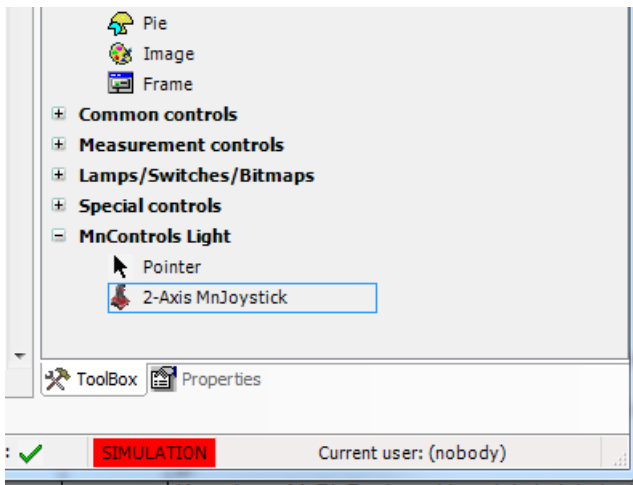 Pie
Image
Frame
Common controls
Measurement controls
Lamps/Switches/Bitmaps
Special controls
MnControls Light
Pointer
2-Axis MnJoystick
ToolBox Properties
: SIMULATION Current user: (nobody)